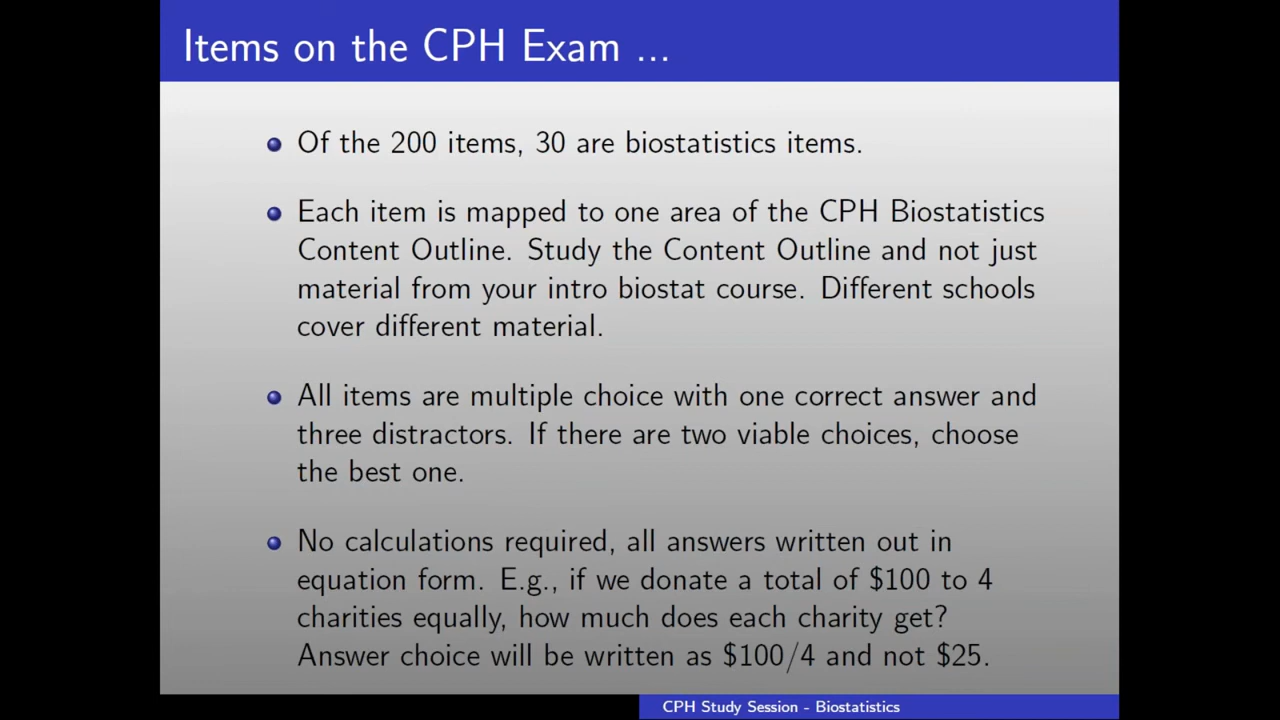 Items on the CPH Exam ...
Of the 200 items, 30 are biostatistics items.
Each item is mapped to one area of the CPH Biostatistics
Content Outline. Study the Content Outline and not just
material from your intro biostat course. Different schools
cover different material.
All items are multiple choice with one correct answer and
three distractors. If there are two viable choices, choose
the best one.
No calculations required, all answers written out in
equation form. E.g., if we donate a total of $100 to 4
charities equally, how much does each charity get?
Answer choice will be written as $100/4 and not $25.
CPH Study Session - Biostatistics